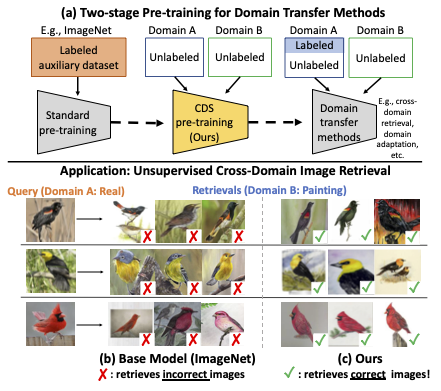 (a) Two-stage Pre-training for Domain Transfer Methods
E.g., ImageNet
Domain A
Domain B
Domain A
Domain B
Labeled
auxiliary dataset
Unlabeled
Unlabeled
Labeled
Unlabeled
Unlabeled
Standard
pre-training
CDS
pre-training
(Ours)
Domain
transfer
methods
E.g., cross-
domain
retrieval,
domain
adaptation,
etc.
Application: Unsupervised Cross-Domain Image Retrieval
Query (Domain A: Real)
Retrievals (Domain B: Painting)
(b) Base Model (ImageNet)
✗ : retrieves incorrect images
(c) Ours
✓ : retrieves correct images!